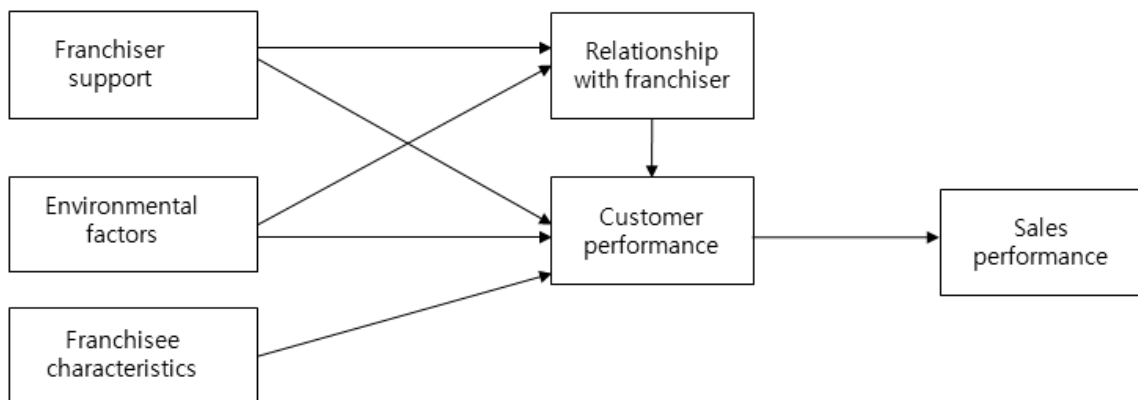 Franchiser
support
Relationship
with franchiser
Environmental
factors
Customer
performance
Sales
performance
Franchisee
characteristics